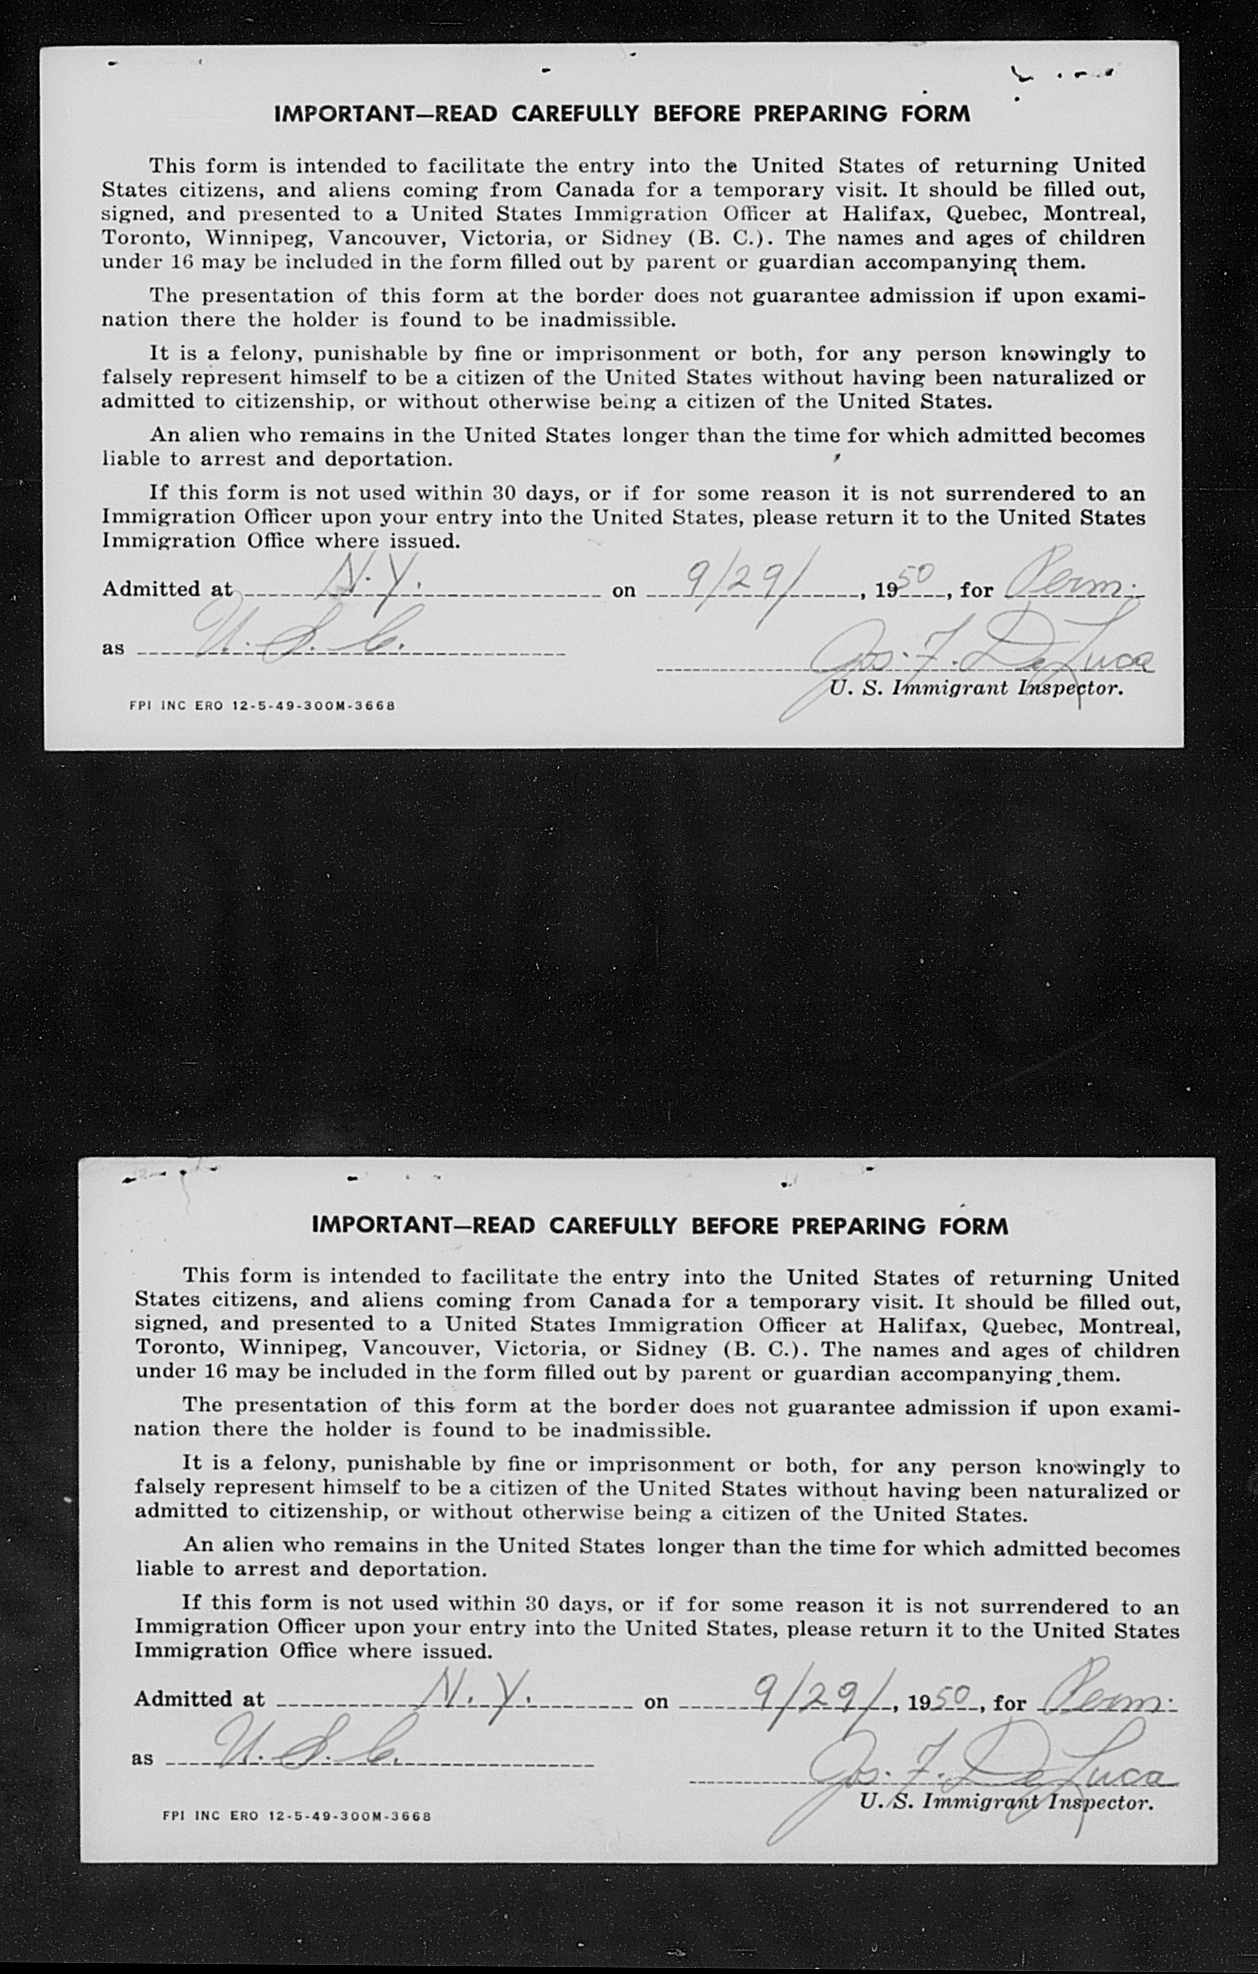 IMPORTANT—READ CAREFULLY BEFORE PREPARING FORM
This form is intended to facilitate the entry into the United States of returning United
States citizens, and aliens coming from Canada for a temporary visit. It should be filled out,
signed, and presented to a United States Immigration Officer at Halifax, Quebec, Montreal,
Toronto, Winnipeg, Vancouver, Victoria, or Sidney (B. C.). The names and ages of children
under 16 may be included in the form filled out by parent or guardian accompanying them.
The presentation of this form at the border does not guarantee admission if upon exami-
nation there the holder is found to be inadmissible.
It is a felony, punishable by fine or imprisonment or both, for any person knowingly to
falsely represent himself to be a citizen of the United States without having been naturalized or
admitted to citizenship, or without otherwise being a citizen of the United States.
An alien who remains in the United States longer than the time for which admitted becomes
liable to arrest and deportation.
If this form is not used within 30 days, or if for some reason it is not surrendered to an
Immigration Officer upon your entry into the United States, please return it to the United States
Immigration Office where issued.
Admitted at N. Y. on 9/29/, 1950, for Perm.
as U. S. C. Jos. F. De Luca
U. S. Immigrant Inspector.
FPI INC ERO 12-5-49-300M-3668
IMPORTANT—READ CAREFULLY BEFORE PREPARING FORM
This form is intended to facilitate the entry into the United States of returning United
States citizens, and aliens coming from Canada for a temporary visit. It should be filled out,
signed, and presented to a United States Immigration Officer at Halifax, Quebec, Montreal,
Toronto, Winnipeg, Vancouver, Victoria, or Sidney (B. C.). The names and ages of children
under 16 may be included in the form filled out by parent or guardian accompanying them.
The presentation of this form at the border does not guarantee admission if upon exami-
nation there the holder is found to be inadmissible.
It is a felony, punishable by fine or imprisonment or both, for any person knowingly to
falsely represent himself to be a citizen of the United States without having been naturalized or
admitted to citizenship, or without otherwise being a citizen of the United States.
An alien who remains in the United States longer than the time for which admitted becomes
liable to arrest and deportation.
If this form is not used within 30 days, or if for some reason it is not surrendered to an
Immigration Officer upon your entry into the United States, please return it to the United States
Immigration Office where issued.
Admitted at N. Y. on 9/29/, 1950, for Perm.
as U. S. C. Jos. F. De Luca
U. S. Immigrant Inspector.
FPI INC ERO 12-5-49-300M-3668